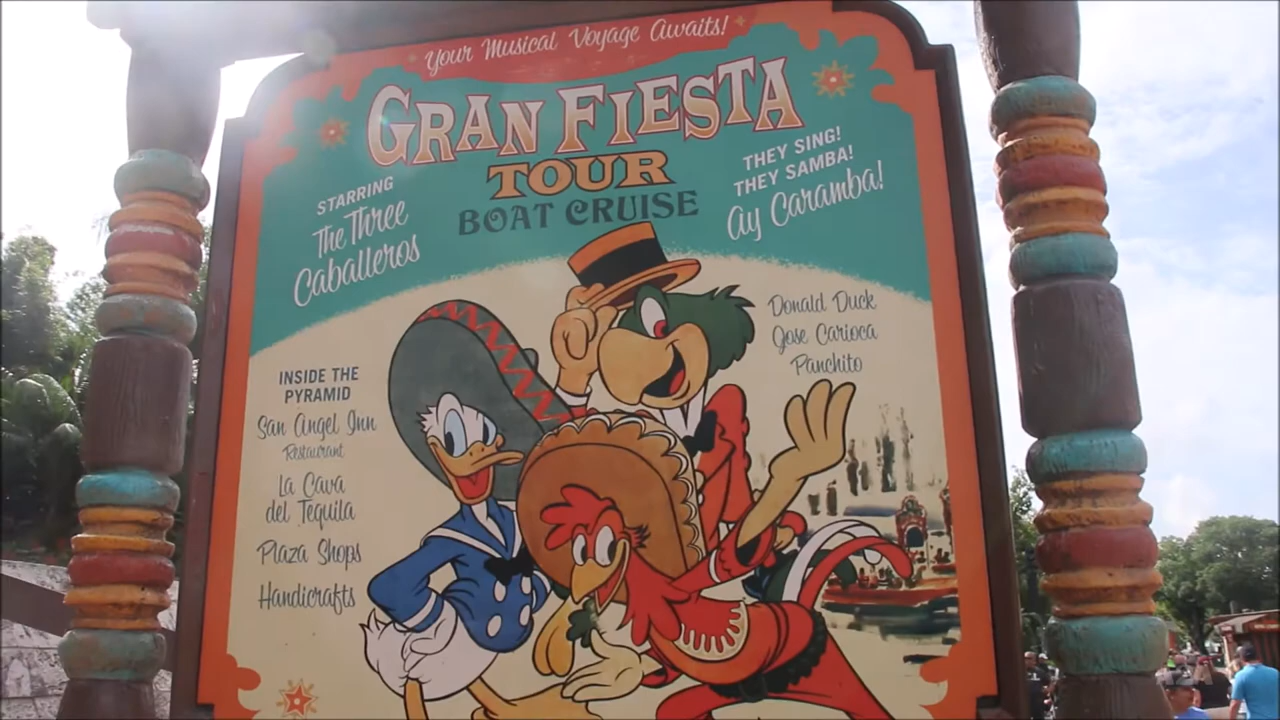 Your Musical Voyage Awaits!
GRAN FIESTA
TOUR
BOAT CRUISE
STARRING
The Three
Caballeros
THEY SING!
THEY SAMBA!
Ay Caramba!
Donald Duck
Jose Carioca
Panchito
INSIDE THE
PYRAMID
San Angel Inn
Restaurant
La Cava
del Tequila
Plaza Shops
Handicrafts